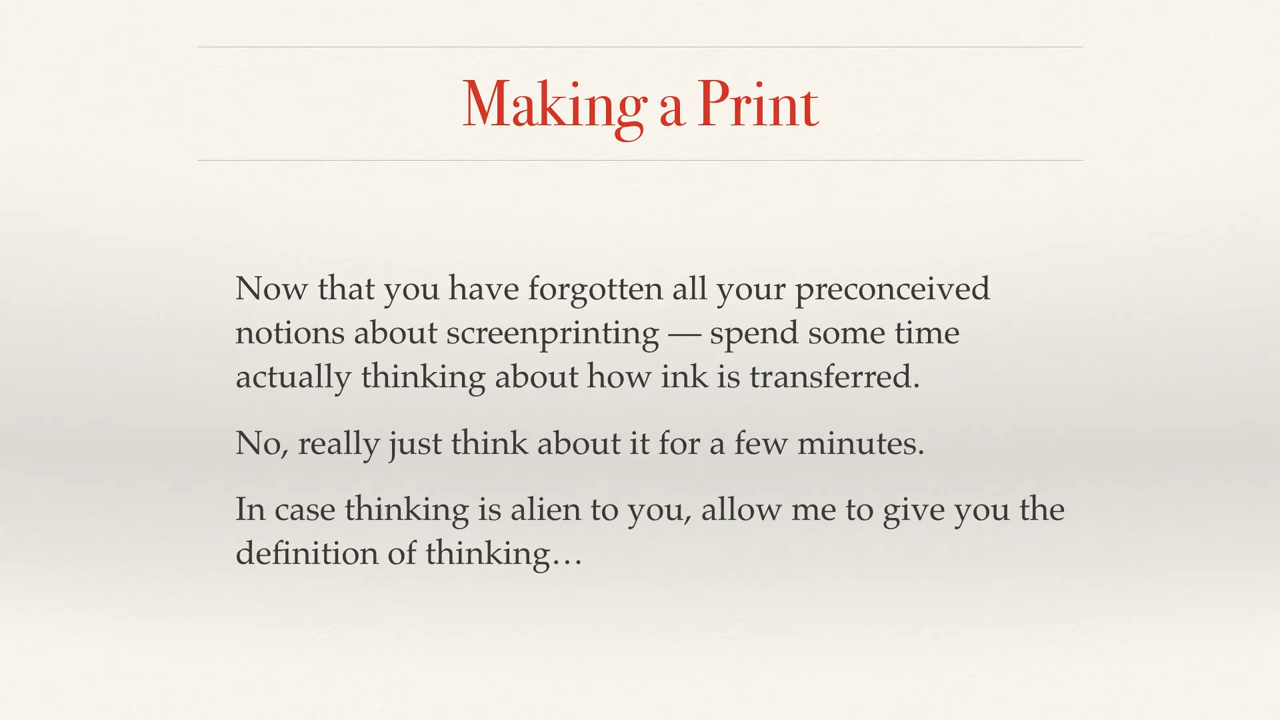 Making a Print
Now that you have forgotten all your preconceived
notions about screenprinting — spend some time
actually thinking about how ink is transferred.
No, really just think about it for a few minutes.
In case thinking is alien to you, allow me to give you the
definition of thinking…